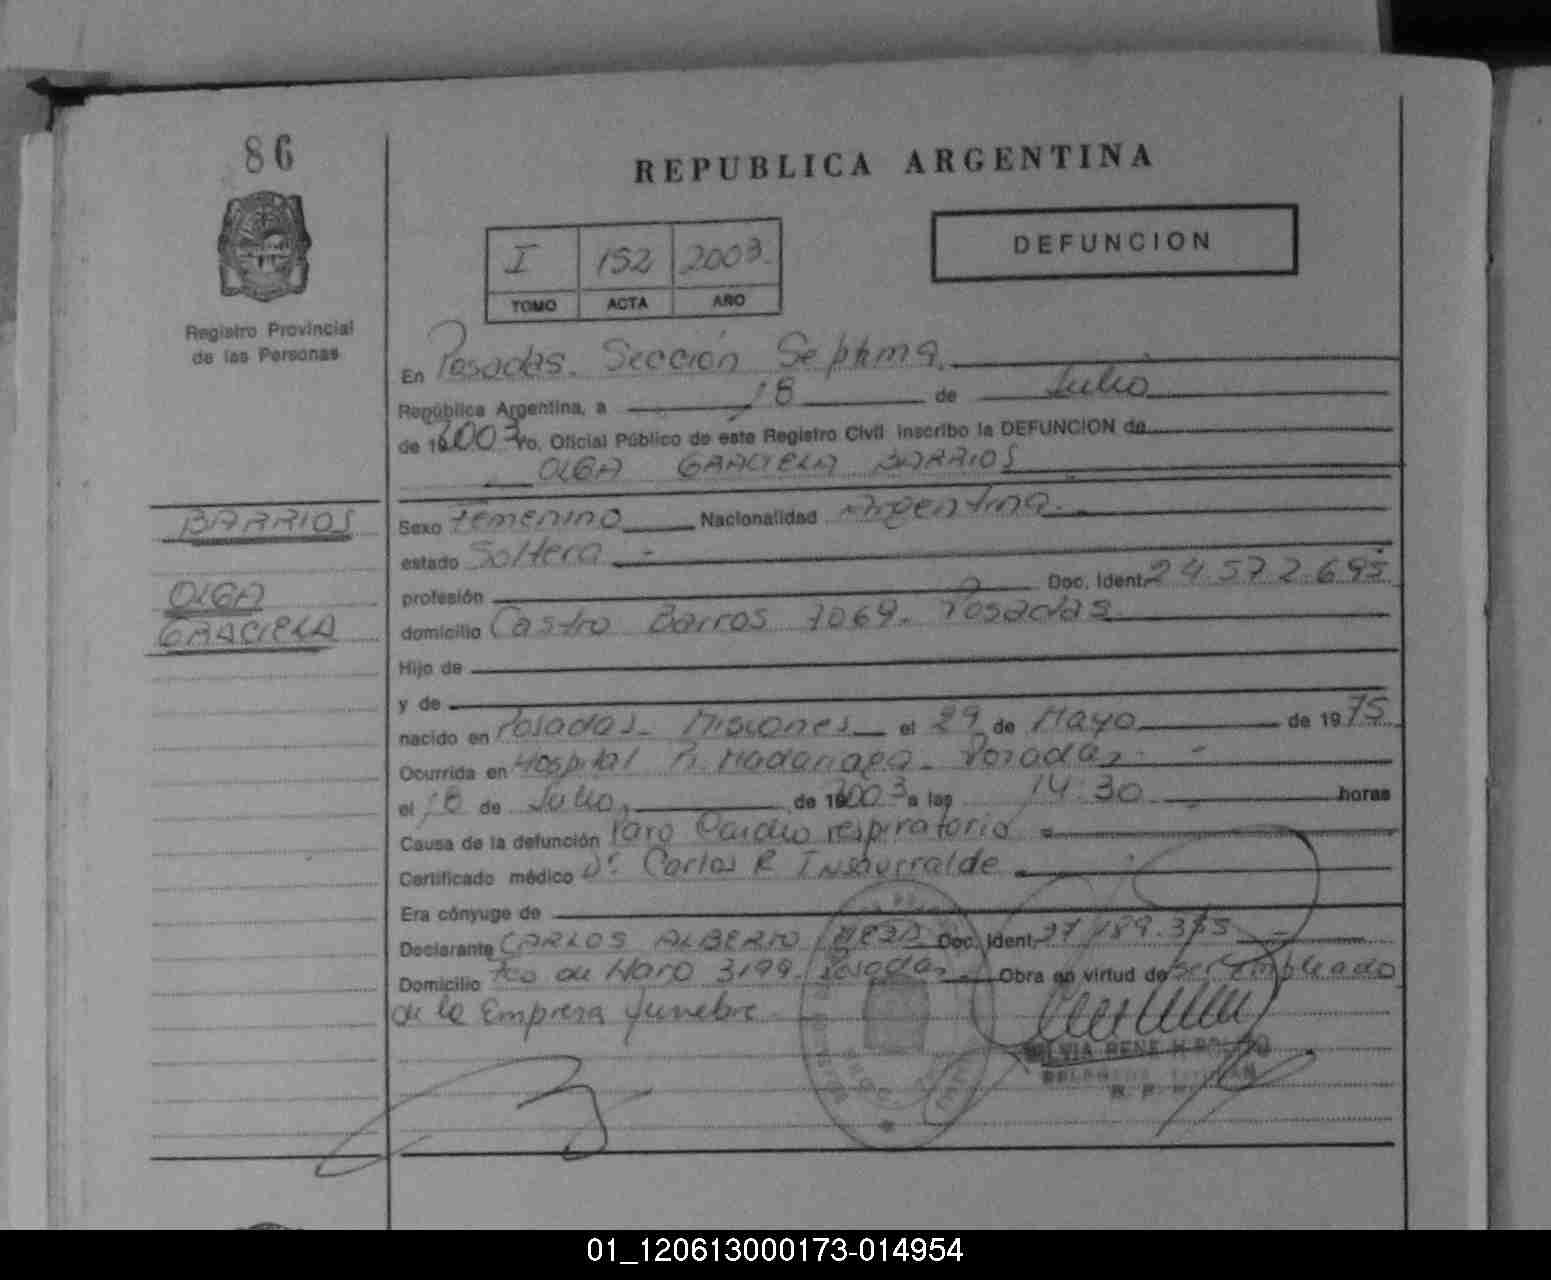 86
REPUBLICA ARGENTINA
I 152 2003
TOMO ACTA AÑO
DEFUNCION
Registro Provincial
de las Personas
En Posadas. Sección Septima
República Argentina, a 18 de Julio
de 19 2003 Yo, Oficial Público de este Registro Civil inscribo la DEFUNCION de
OLGA GRACIELA BARRIOS
BARRIOS
OLGA
GRACIELA
Sexo femenino Nacionalidad Argentina.
estado Soltera
profesión Doc. Ident. 24.572.695
domicilio Castro Barros 7069. Posadas
Hijo de
y de
nacido en Posadas. Misiones el 29 de Mayo de 1975
Ocurrida en Hospital R. Madariaga. Posadas
el 18 de Julio, de 19 2003 a las 14.30 horas
Causa de la defunción Paro Cardio respiratorio
Certificado médico Dr. Carlos R Insaurralde
Era cónyuge de
Declarante CARLOS ALBERTO MEZA Doc. Ident.
Domicilio Fco de Haro 3199. Posadas. Obra en virtud de ser empleado
de la Empresa funebre
01_120613000173-014954